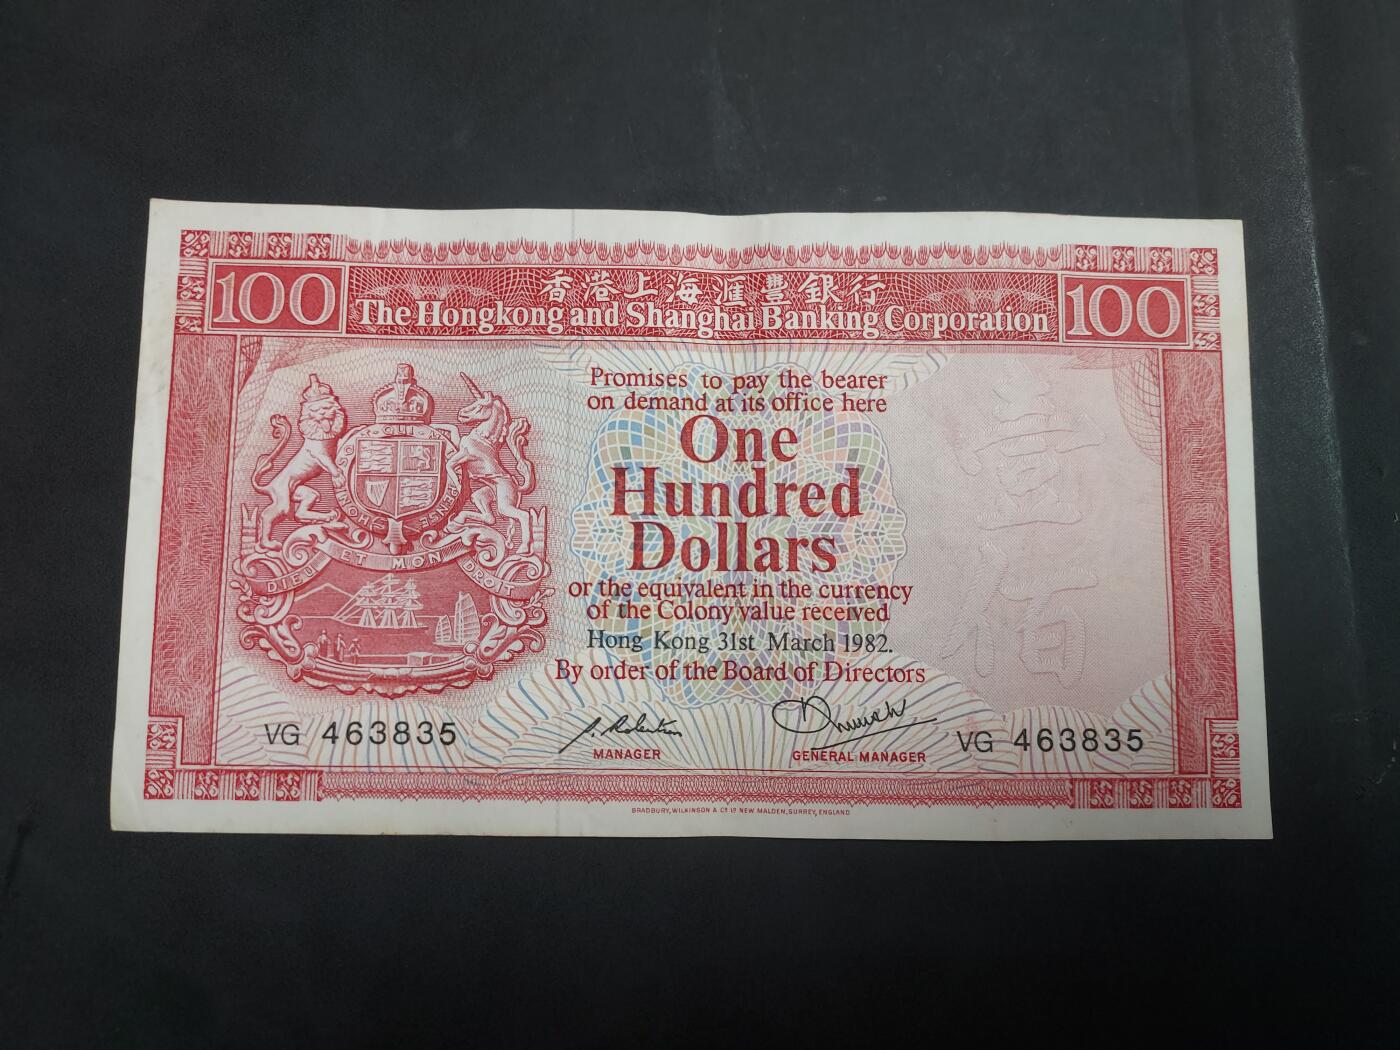 100 香港上海滙豐銀行 100
The Hongkong and Shanghai Banking Corporation
Promises to pay the bearer
on demand at its office here
One
Hundred
Dollars
or the equivalent in the currency
of the Colony value received
Hong Kong 31st March 1982.
By order of the Board of Directors
壹
佰
DIEU ET MON DROIT
VG 463835
MANAGER
GENERAL MANAGER
VG 463835
BRADBURY, WILKINSON & Co. Ld. NEW MALDEN, SURREY, ENGLAND